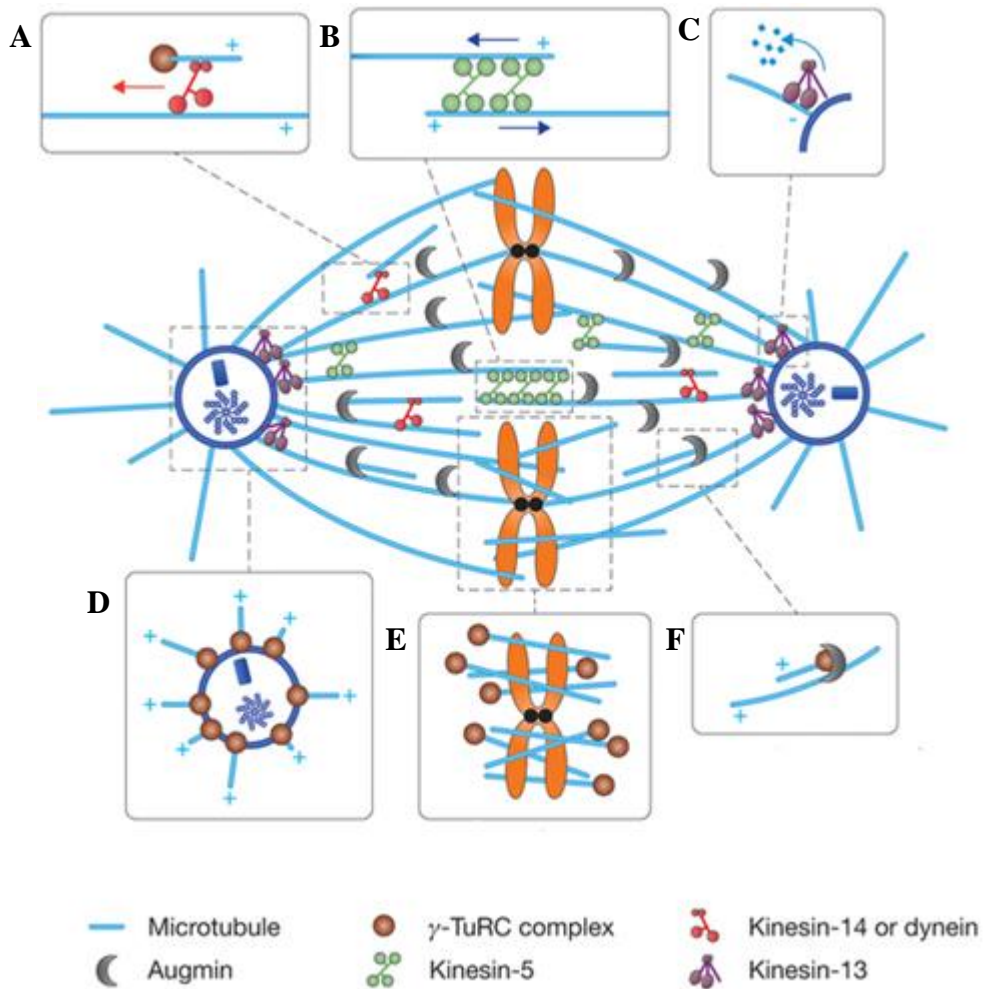 A
B
C
+
+
+
+
-
D
E
F
+
+
+
+
+
+
+
+
+
+
+
Microtubule
γ-TuRC complex
Kinesin-14 or dynein
Augmin
Kinesin-5
Kinesin-13